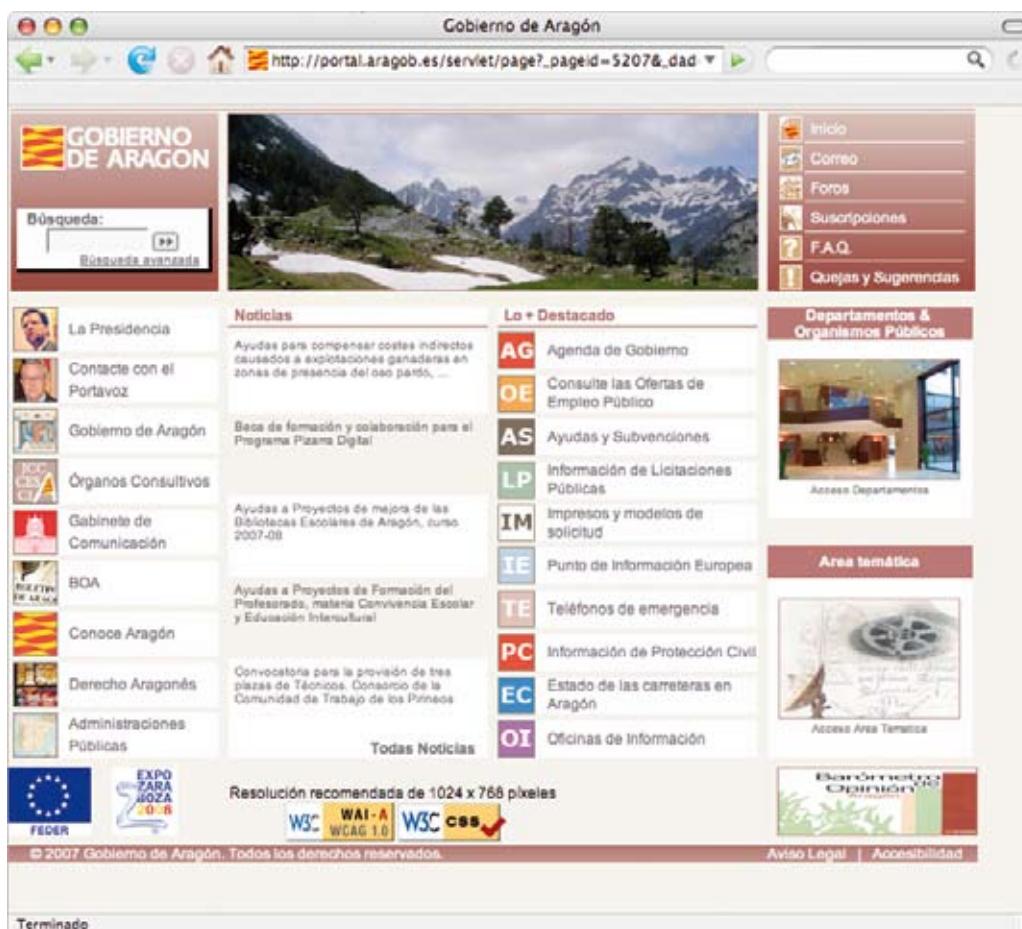 Gobierno de Aragón
http://portal.aragob.es/servlet/page?_pageid=5207&_dad
GOBIERNO
DE ARAGON
Búsqueda:
Búsqueda avanzada
Inicio
Correo
Foros
Suscripciones
F.A.Q.
Quejas y Sugerencias
La Presidencia
Contacte con el
Portavoz
Gobierno de Aragón
Órganos Consultivos
Gabinete de
Comunicación
BOA
Conoce Aragón
Derecho Aragonés
Administraciones
Públicas
Noticias
Ayudas para compensar costes indirectos
causados a explotaciones ganaderas en
zonas de presencia del oso pardo, ...
Beca de formación y colaboración para el
Programa Pizarra Digital
Ayudas a Proyectos de mejora de las
Bibliotecas Escolares de Aragón, curso
2007-08
Ayudas a Proyectos de Formación del
Profesorado, materia Convivencia Escolar
y Educación Intercultural
Convocatoria para la provisión de tres
plazas de Técnicos. Consorcio de la
Comunidad de Trabajo de los Pirineos
Todas Noticias
Lo + Destacado
AG Agenda de Gobierno
OE Consulte las Ofertas de
Empleo Público
AS Ayudas y Subvenciones
LP Información de Licitaciones
Públicas
IM Impresos y modelos de
solicitud
IE Punto de Información Europea
TE Teléfonos de emergencia
PC Información de Protección Civil
EC Estado de las carreteras en
Aragón
OI Oficinas de Información
Departamentos &
Organismos Públicos
Acceso Departamentos
Area temática
Acceso Area Tematica
FEDER
EXPO
ZARA
GOZA
2008
Resolución recomendada de 1024 x 768 píxeles
W3C WAI-A
WCAG 1.0
W3C css
Barómetro
de
Opinión
Aragón
© 2007 Gobierno de Aragón. Todos los derechos reservados.
Aviso Legal | Accesibilidad
Terminado